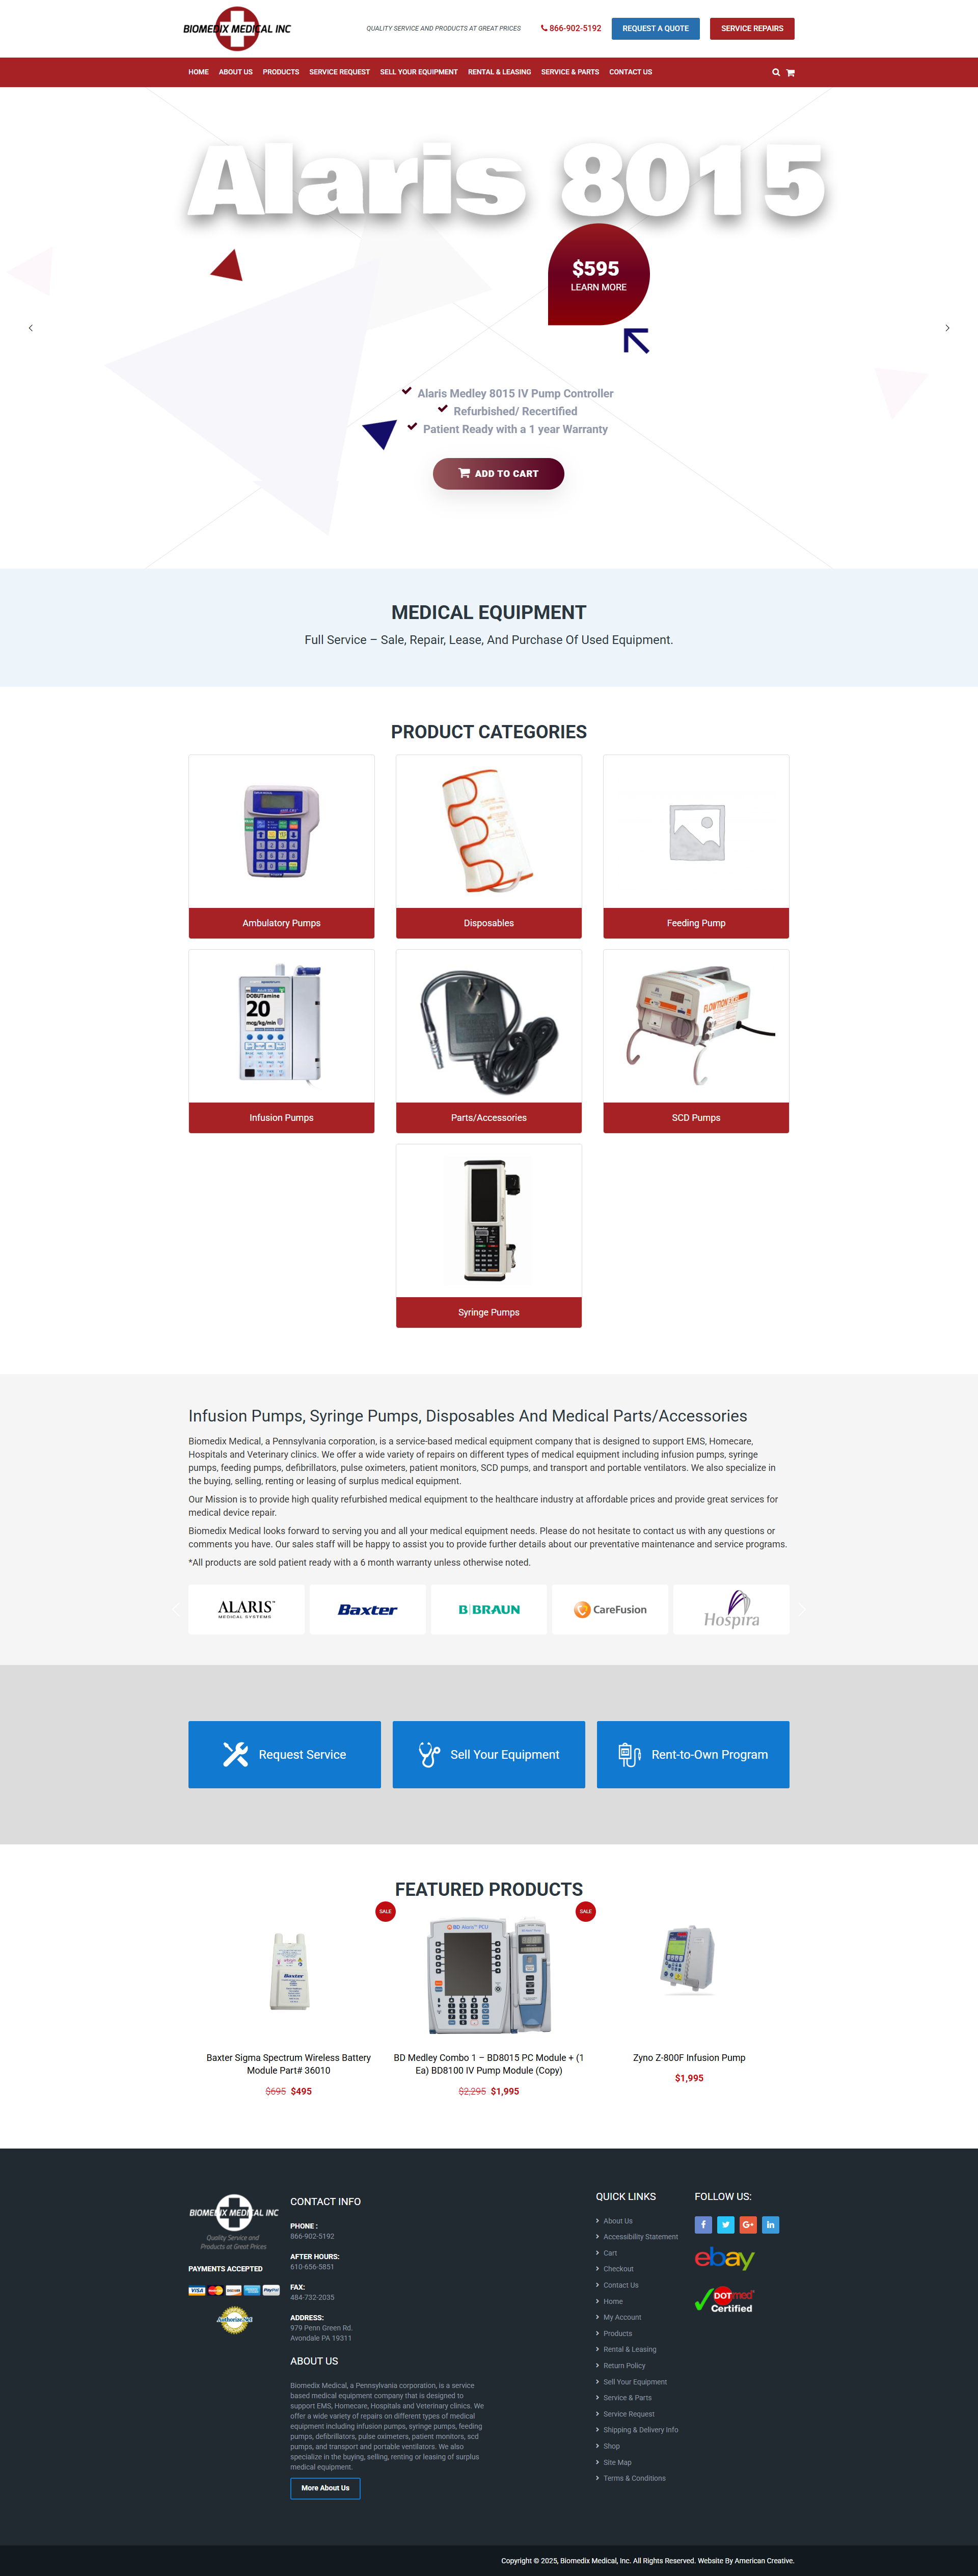 BIOMEDIX MEDICAL INC
QUALITY SERVICE AND PRODUCTS AT GREAT PRICES
866-902-5192
REQUEST A QUOTE
SERVICE REPAIRS
HOME ABOUT US PRODUCTS SERVICE REQUEST SELL YOUR EQUIPMENT RENTAL & LEASING SERVICE & PARTS CONTACT US
Alaris 8015
$595
LEARN MORE
Alaris Medley 8015 IV Pump Controller
Refurbished/ Recertified
Patient Ready with a 1 year Warranty
ADD TO CART
MEDICAL EQUIPMENT
Full Service – Sale, Repair, Lease, And Purchase Of Used Equipment.
PRODUCT CATEGORIES
Ambulatory Pumps
Disposables
Feeding Pump
DOBUTamine
20
mcg/kg/min
FLOWTRON
Infusion Pumps
Parts/Accessories
SCD Pumps
Syringe Pumps
Infusion Pumps, Syringe Pumps, Disposables And Medical Parts/Accessories
Biomedix Medical, a Pennsylvania corporation, is a service-based medical equipment company that is designed to support EMS, Homecare,
Hospitals and Veterinary clinics. We offer a wide variety of repairs on different types of medical equipment including infusion pumps, syringe
pumps, feeding pumps, defibrillators, pulse oximeters, patient monitors, SCD pumps, and transport and portable ventilators. We also specialize in
the buying, selling, renting or leasing of surplus medical equipment.
Our Mission is to provide high quality refurbished medical equipment to the healthcare industry at affordable prices and provide great services for
medical device repair.
Biomedix Medical looks forward to serving you and all your medical equipment needs. Please do not hesitate to contact us with any questions or
comments you have. Our sales staff will be happy to assist you to provide further details about our preventative maintenance and service programs.
*All products are sold patient ready with a 6 month warranty unless otherwise noted.
ALARIS™
MEDICAL SYSTEMS
Baxter
B|BRAUN
CareFusion
Hospira
Request Service
Sell Your Equipment
Rent-to-Own Program
FEATURED PRODUCTS
SALE
SALE
Baxter
BD Alaris™ PCU
Baxter Sigma Spectrum Wireless Battery
Module Part# 36010
$695 $495
BD Medley Combo 1 – BD8015 PC Module + (1
Ea) BD8100 IV Pump Module (Copy)
$2,295 $1,995
Zyno Z-800F Infusion Pump
$1,995
BIOMEDIX MEDICAL INC
Quality Service and
Products at Great Prices
PAYMENTS ACCEPTED
VISA
PayPal
Authorize.Net
CONTACT INFO
PHONE :
866-902-5192
AFTER HOURS:
610-656-5851
FAX:
484-732-2035
ADDRESS:
979 Penn Green Rd.
Avondale PA 19311
ABOUT US
Biomedix Medical, a Pennsylvania corporation, is a service
based medical equipment company that is designed to
support EMS, Homecare, Hospitals and Veterinary clinics. We
offer a wide variety of repairs on different types of medical
equipment including infusion pumps, syringe pumps, feeding
pumps, defibrillators, pulse oximeters, patient monitors, scd
pumps, and transport and portable ventilators. We also
specialize in the buying, selling, renting or leasing of surplus
medical equipment.
More About Us
QUICK LINKS
About Us
Accessibility Statement
Cart
Checkout
Contact Us
Home
My Account
Products
Rental & Leasing
Return Policy
Sell Your Equipment
Service & Parts
Service Request
Shipping & Delivery Info
Shop
Site Map
Terms & Conditions
FOLLOW US:
ebay
DOTmed
Certified
Copyright © 2025, Biomedix Medical, Inc. All Rights Reserved. Website By American Creative.